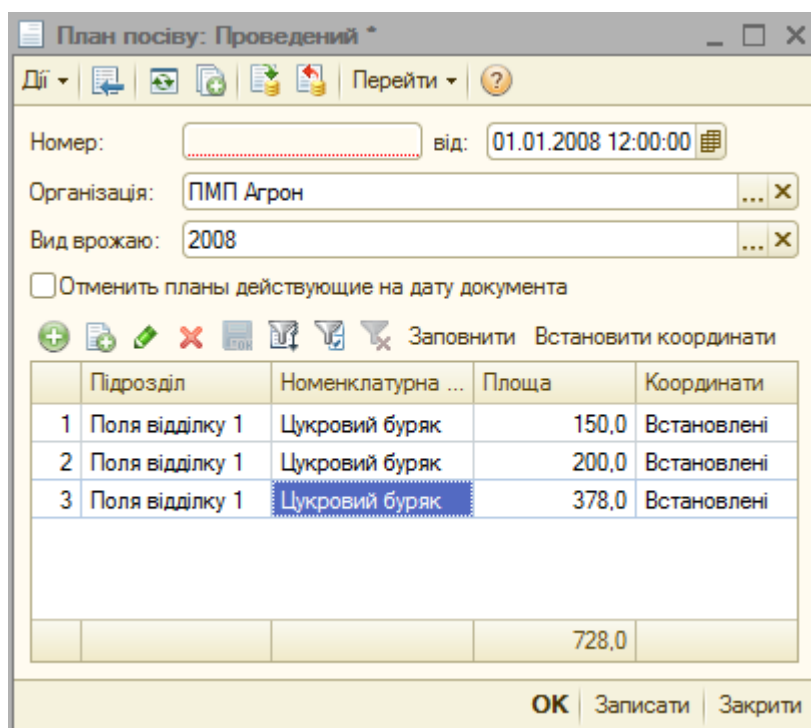 План посіву: Проведений *
Дії Перейти
Номер: від: 01.01.2008 12:00:00
Організація: ПМП Агрон ...
Вид врожаю: 2008 ...
Отменить планы действующие на дату документа
Заповнити Встановити координати
Підрозділ Номенклатурна ... Площа Координати
1 Поля відділку 1 Цукровий буряк 150,0 Встановлені
2 Поля відділку 1 Цукровий буряк 200,0 Встановлені
3 Поля відділку 1 Цукровий буряк 378,0 Встановлені
728,0
OK Записати Закрити